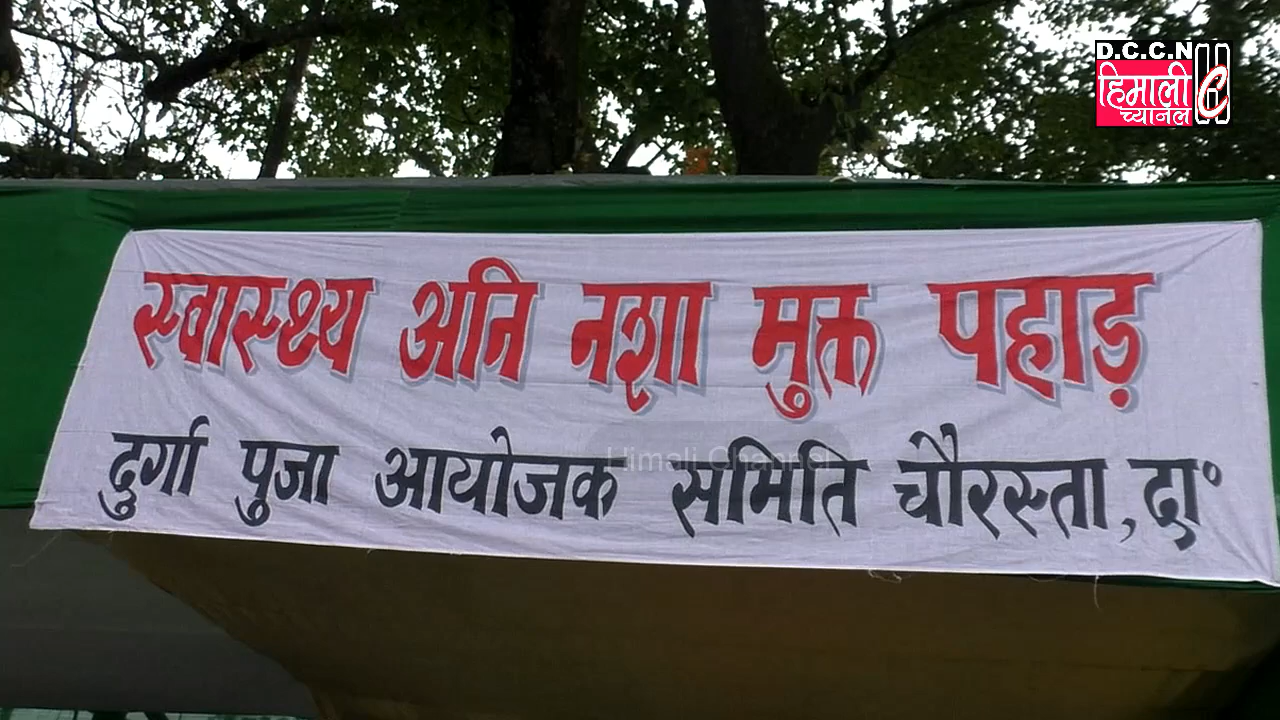 D.C.C.N
हिमाली
च्यानल
स्वास्थ्य अनि नशा मुक्त पहाड़
दुर्गा पुजा आयोजक समिति चौरस्ता, दा॰
Himali Channel